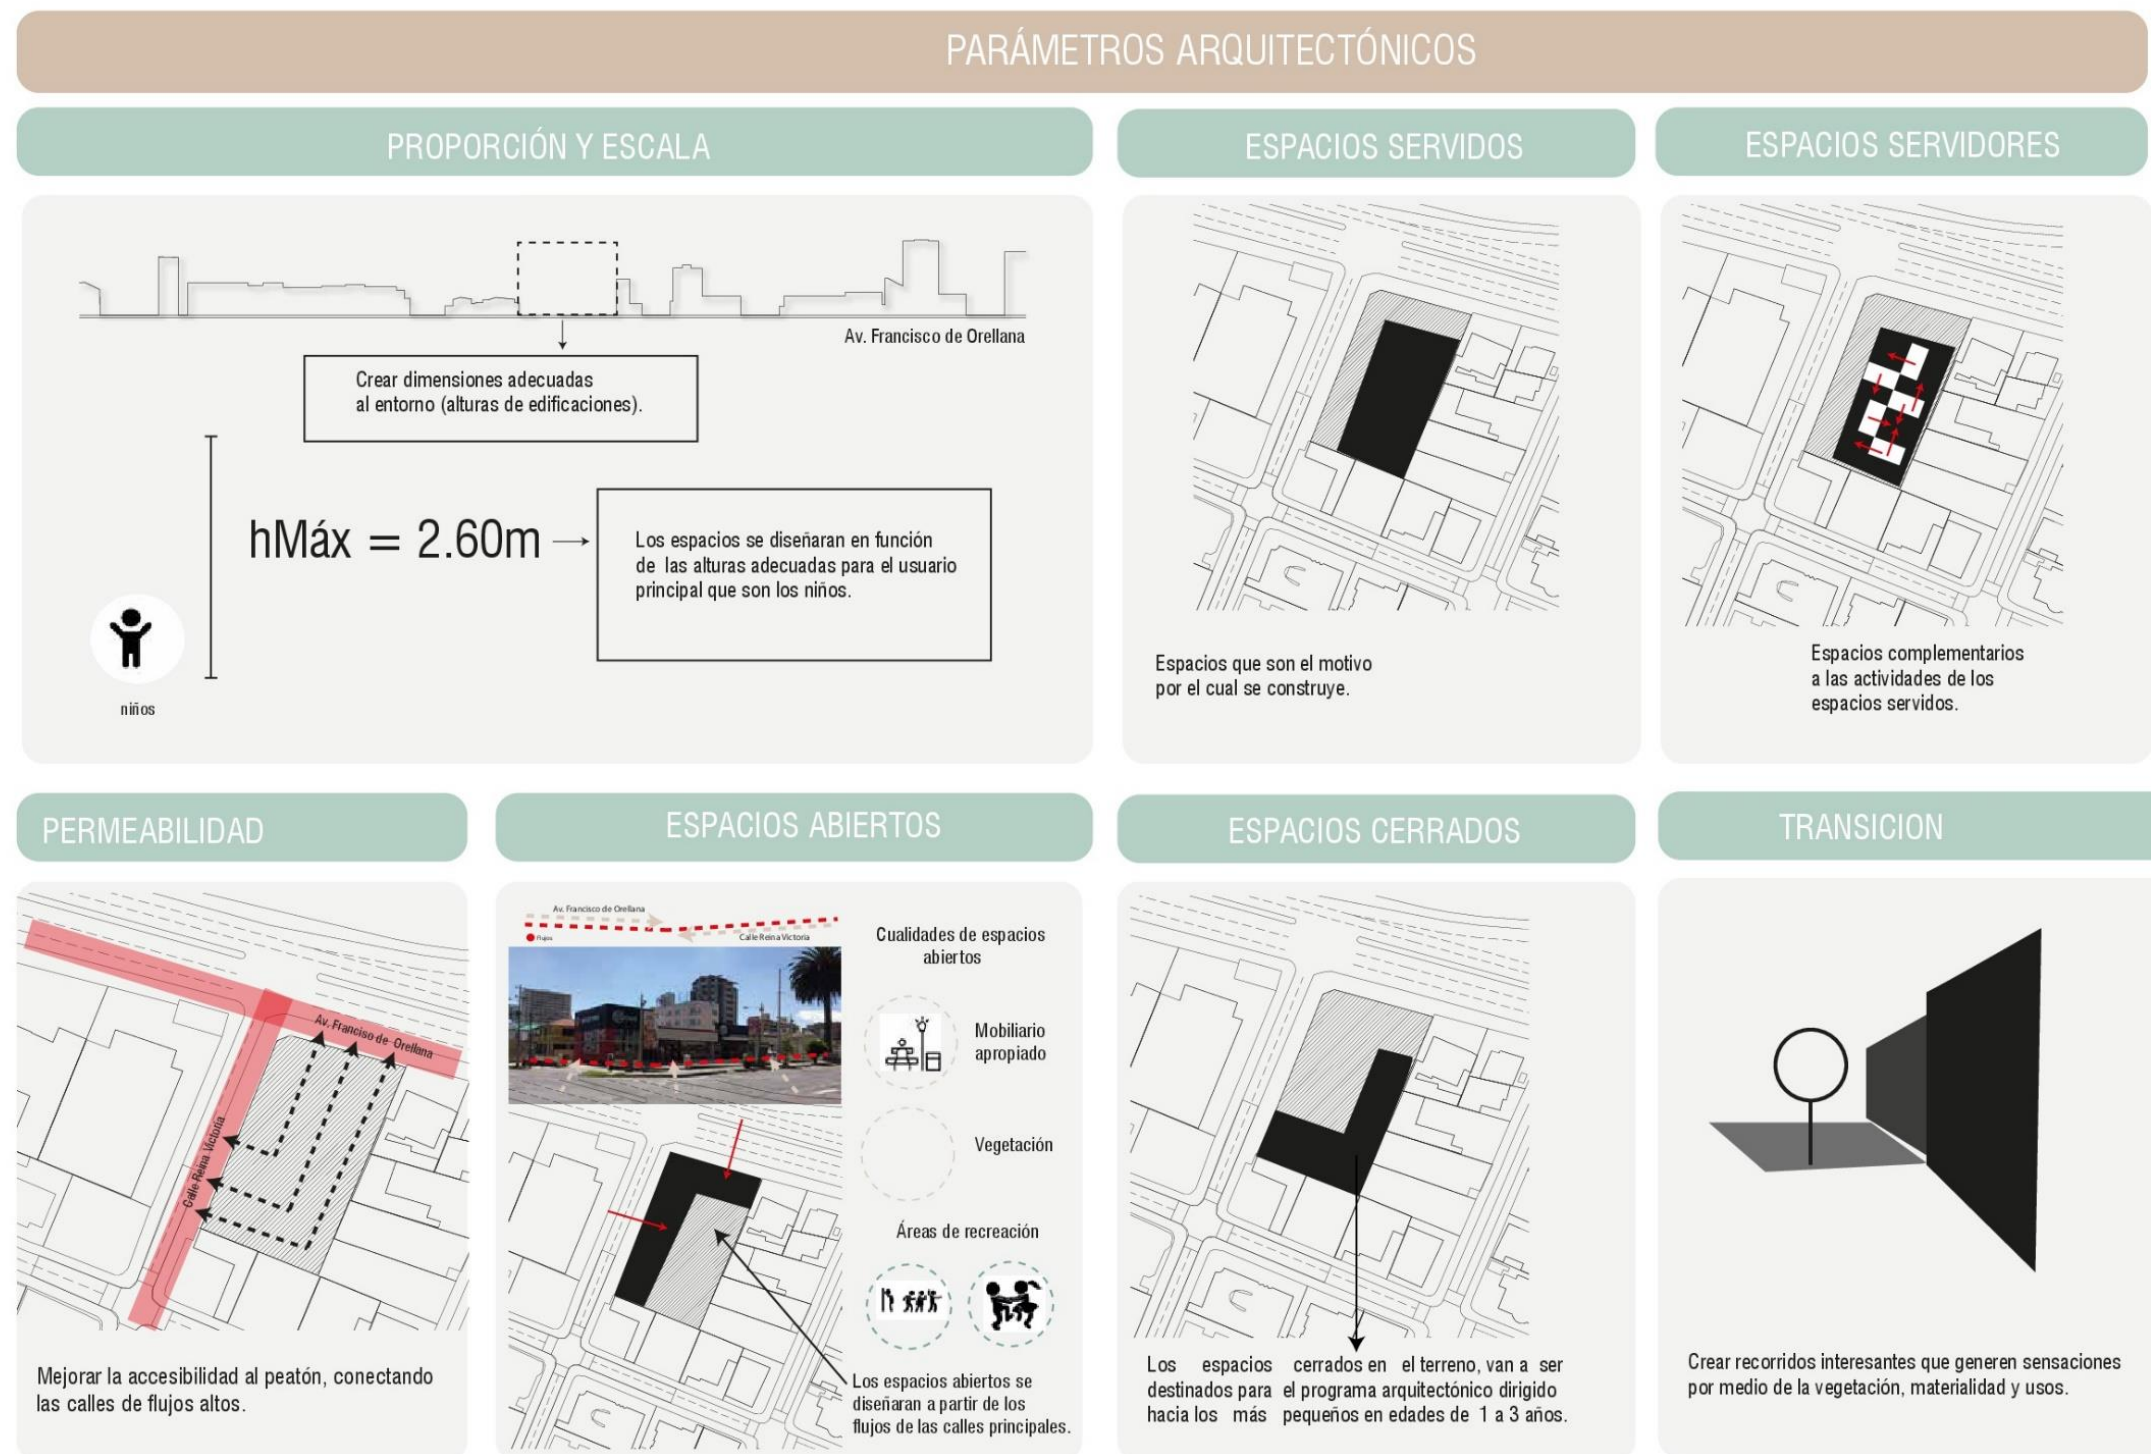 PARÁMETROS ARQUITECTÓNICOS
PROPORCIÓN Y ESCALA
Av. Francisco de Orellana
Crear dimensiones adecuadas
al entorno (alturas de edificaciones).
hMáx = 2.60m
Los espacios se diseñaran en función
de las alturas adecuadas para el usuario
principal que son los niños.
niños
ESPACIOS SERVIDOS
Espacios que son el motivo
por el cual se construye.
ESPACIOS SERVIDORES
Espacios complementarios
a las actividades de los
espacios servidos.
PERMEABILIDAD
Av. Franciso de Orellana
Calle Reina Victoria
Mejorar la accesibilidad al peatón, conectando
las calles de flujos altos.
ESPACIOS ABIERTOS
Av. Francisco de Orellana
Flujos
Calle Reina Victoria
Cualidades de espacios
abiertos
Mobiliario
apropiado
Vegetación
Áreas de recreación
Los espacios abiertos se
diseñaran a partir de los
flujos de las calles principales.
ESPACIOS CERRADOS
Los espacios cerrados en el terreno, van a ser
destinados para el programa arquitectónico dirigido
hacia los más pequeños en edades de 1 a 3 años.
TRANSICION
Crear recorridos interesantes que generen sensaciones
por medio de la vegetación, materialidad y usos.